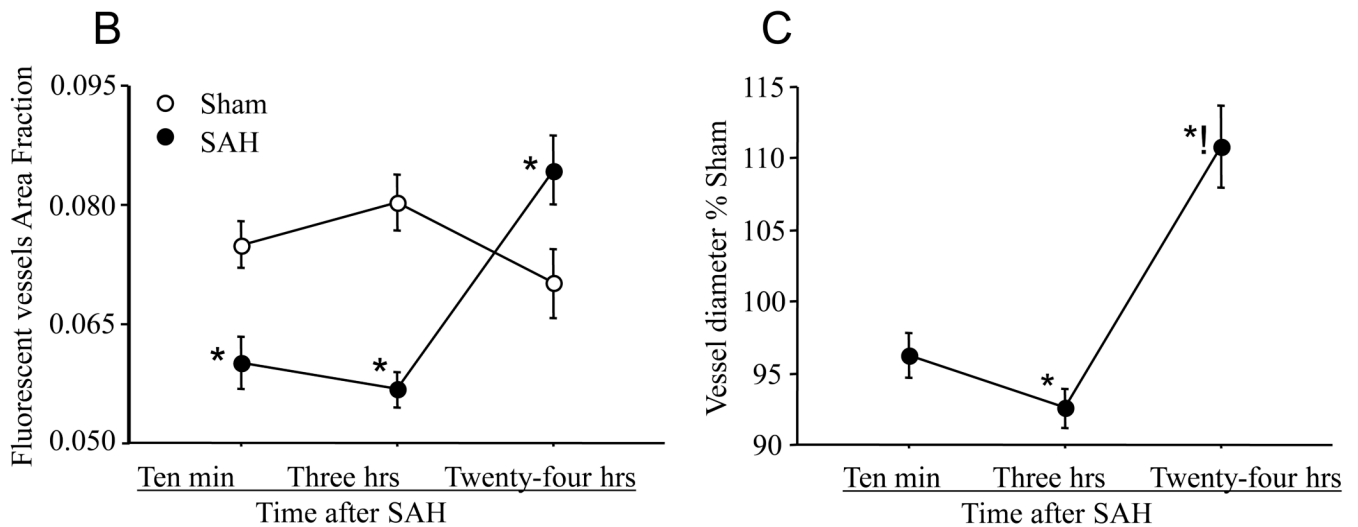 B
Fluorescent vessels Area Fraction
0.095
0.080
0.065
0.050
Sham
SAH
*
*
*
Ten min Three hrs Twenty-four hrs
Time after SAH
C
Vessel diameter % Sham
115
110
105
100
95
90
*
*!
Ten min Three hrs Twenty-four hrs
Time after SAH